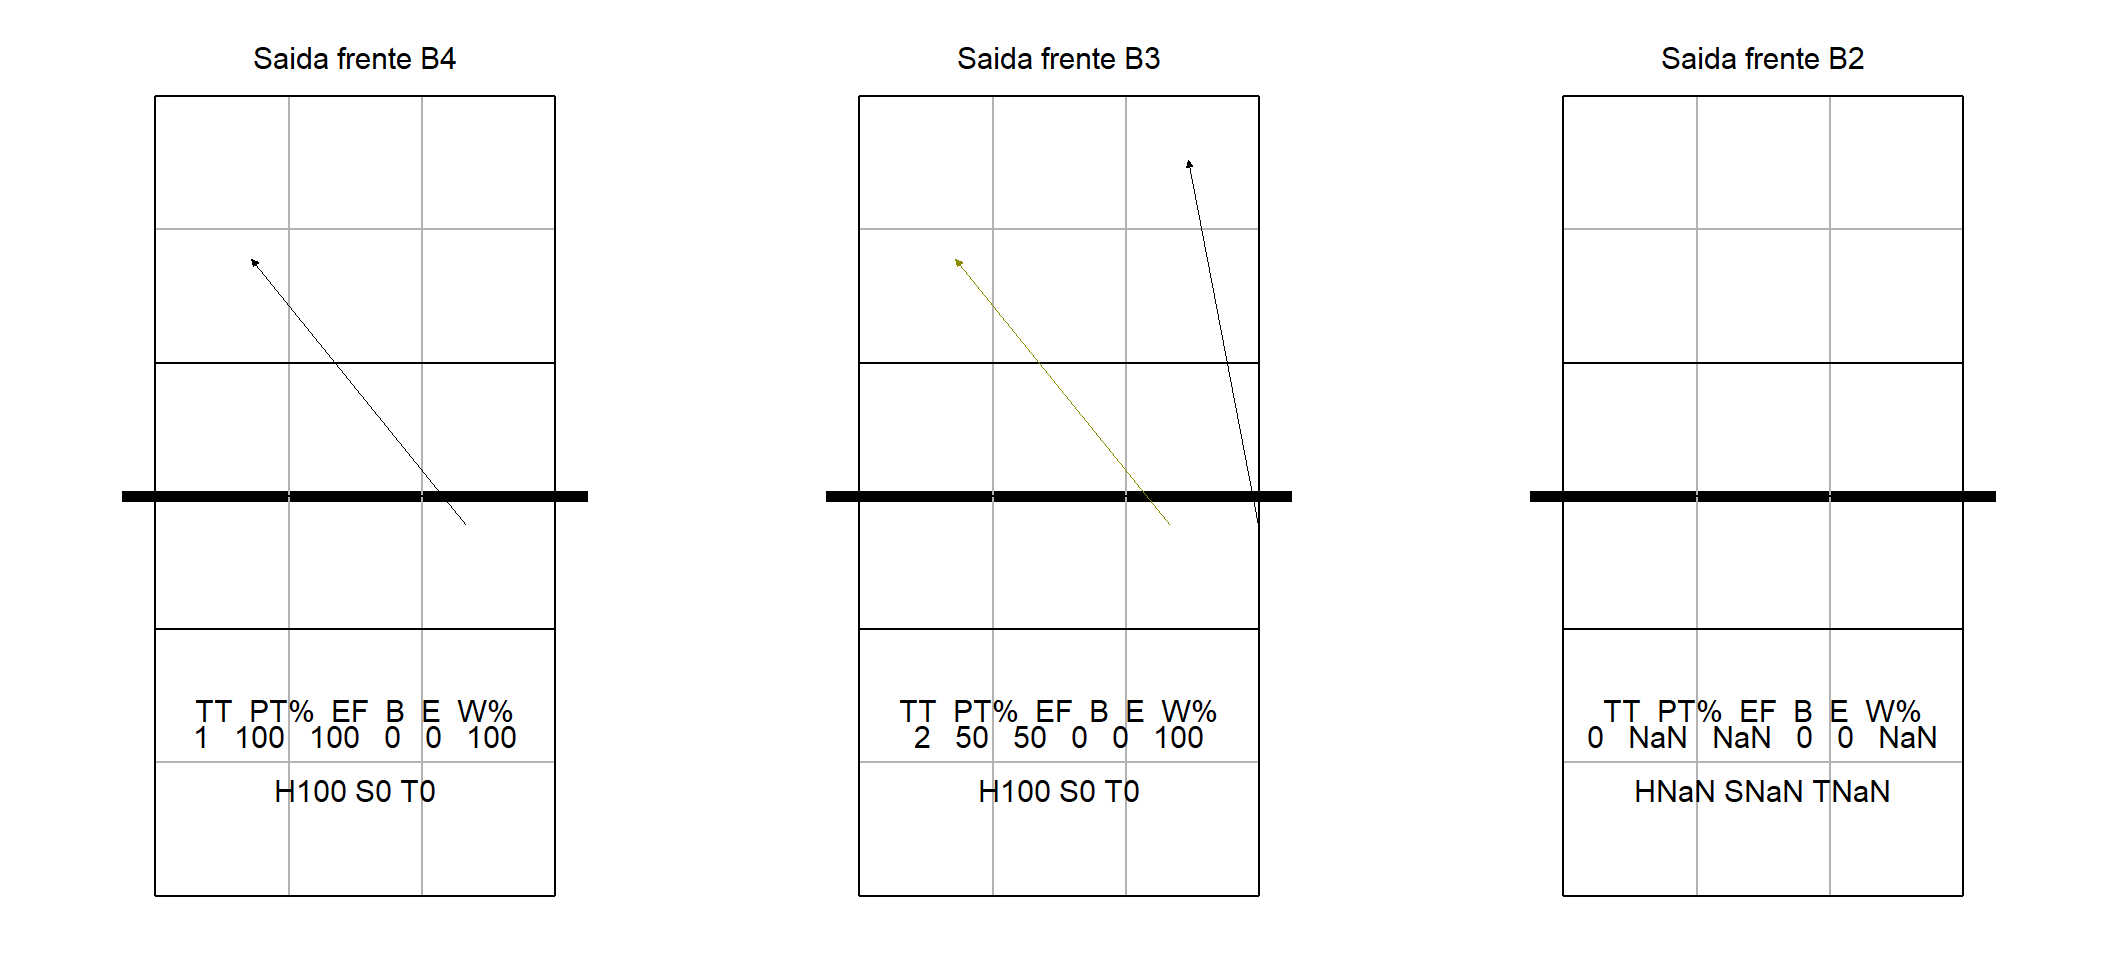 Saida frente B4
TT PT% EF B E W%
1 100 100 0 0 100
H100 S0 T0
Saida frente B3
TT PT% EF B E W%
2 50 50 0 0 100
H100 S0 T0
Saida frente B2
TT PT% EF B E W%
0 NaN NaN 0 0 NaN
HNaN SNaN TNaN